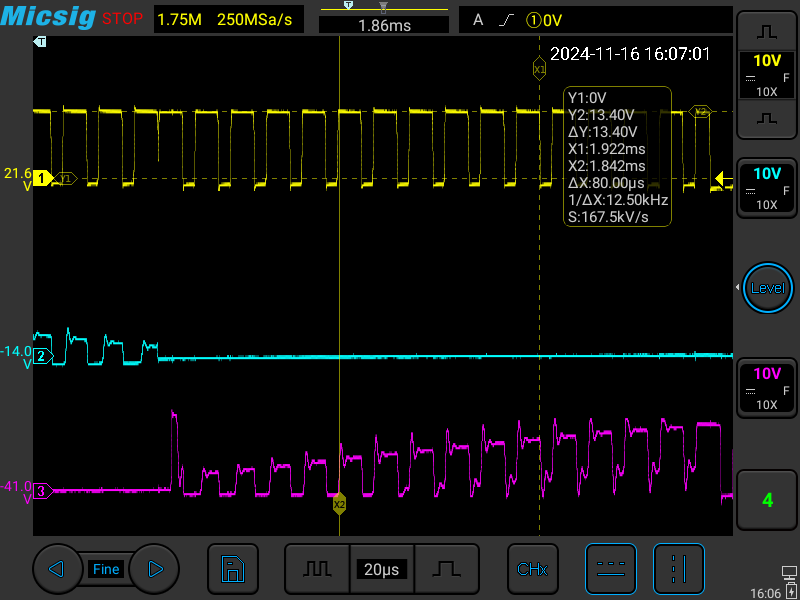 Micsig STOP 1.75M 250MSa/s 1.86ms A 1 0V
T
2024-11-16 16:07:01
X1
10V
F
10X
Y1:0V
Y2:13.40V
ΔY:13.40V
X1:1.922ms
X2:1.842ms
ΔX:80.00µs
1/ΔX:12.50kHz
S:167.5kV/s
Y2
21.6 V
1
Y1
10V
F
10X
Level
-14.0 V
2
10V
F
10X
-41.0 V
3
X2
4
Fine
20µs
CHx
16:06